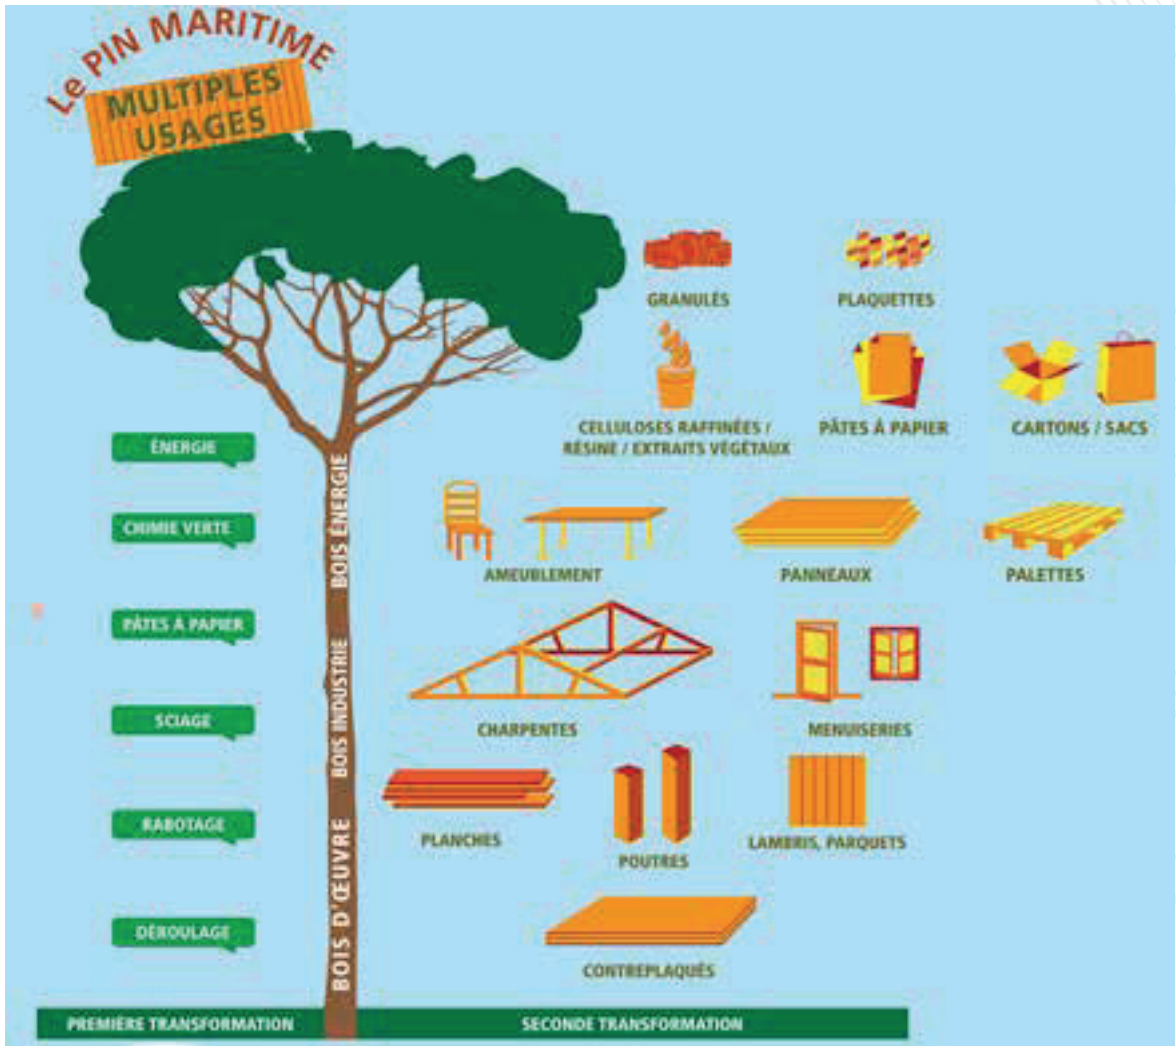 Le PIN MARITIME
MULTIPLES
USAGES
GRANULÉS
PLAQUETTES
CELLULOSES RAFFINÉES /
RÉSINE / EXTRAITS VÉGÉTAUX
PÂTES À PAPIER
CARTONS / SACS
ÉNERGIE
CHIMIE VERTE
PÂTES À PAPIER
SCIAGE
RABOTAGE
DÉROULAGE
BOIS ÉNERGIE
BOIS INDUSTRIE
BOIS D'ŒUVRE
AMEUBLEMENT
PANNEAUX
PALETTES
CHARPENTES
MENUISERIES
PLANCHES
POUTRES
LAMBRIS, PARQUETS
CONTREPLAQUÉS
PREMIÈRE TRANSFORMATION
SECONDE TRANSFORMATION